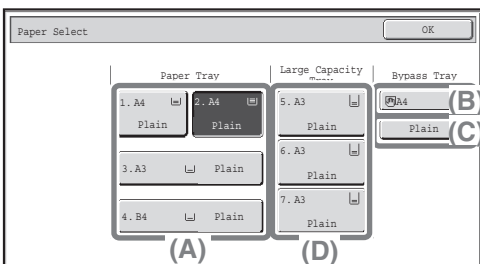 Paper Select
OK
Paper Tray
Large Capacity
Bypass Tray
1. A4
2. A4
Plain
Plain
3. A3
Plain
4. B4
Plain
5. A3
Plain
6. A3
Plain
7. A3
Plain
A4
(B)
Plain
(C)
(A)
(D)